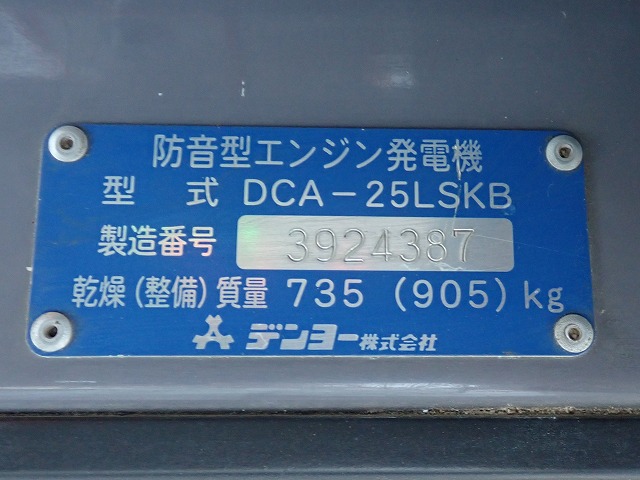 防音型エンジン発電機
型 式 DCA-25LSKB
製造番号 3924387
乾燥(整備)質量 735 (905) kg
デンヨー株式会社